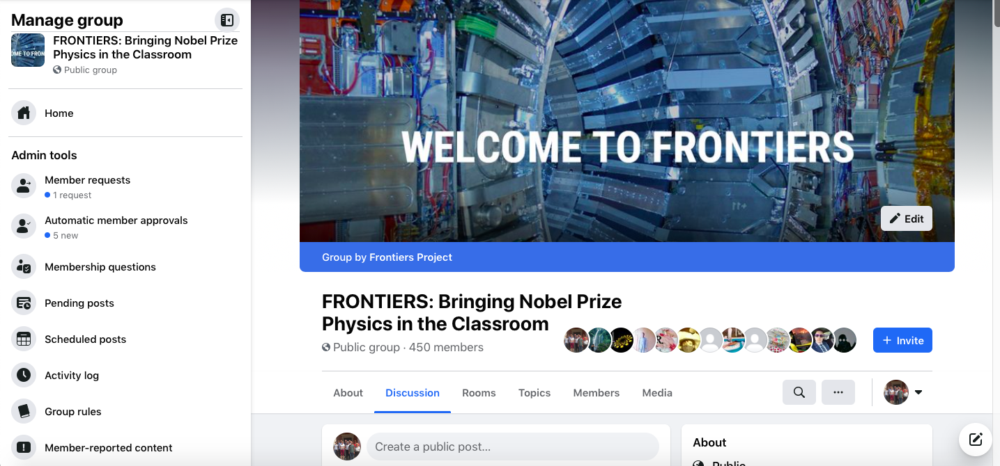 Manage group
FRONTIERS: Bringing Nobel Prize
Physics in the Classroom
Public group
Home
Admin tools
Member requests
1 request
Automatic member approvals
5 new
Membership questions
Pending posts
Scheduled posts
Activity log
Group rules
Member-reported content
WELCOME TO FRONTIERS
Edit
Group by Frontiers Project
FRONTIERS: Bringing Nobel Prize
Physics in the Classroom
Public group · 450 members
+ Invite
About
Discussion
Rooms
Topics
Members
Media
Create a public post...
About
Public